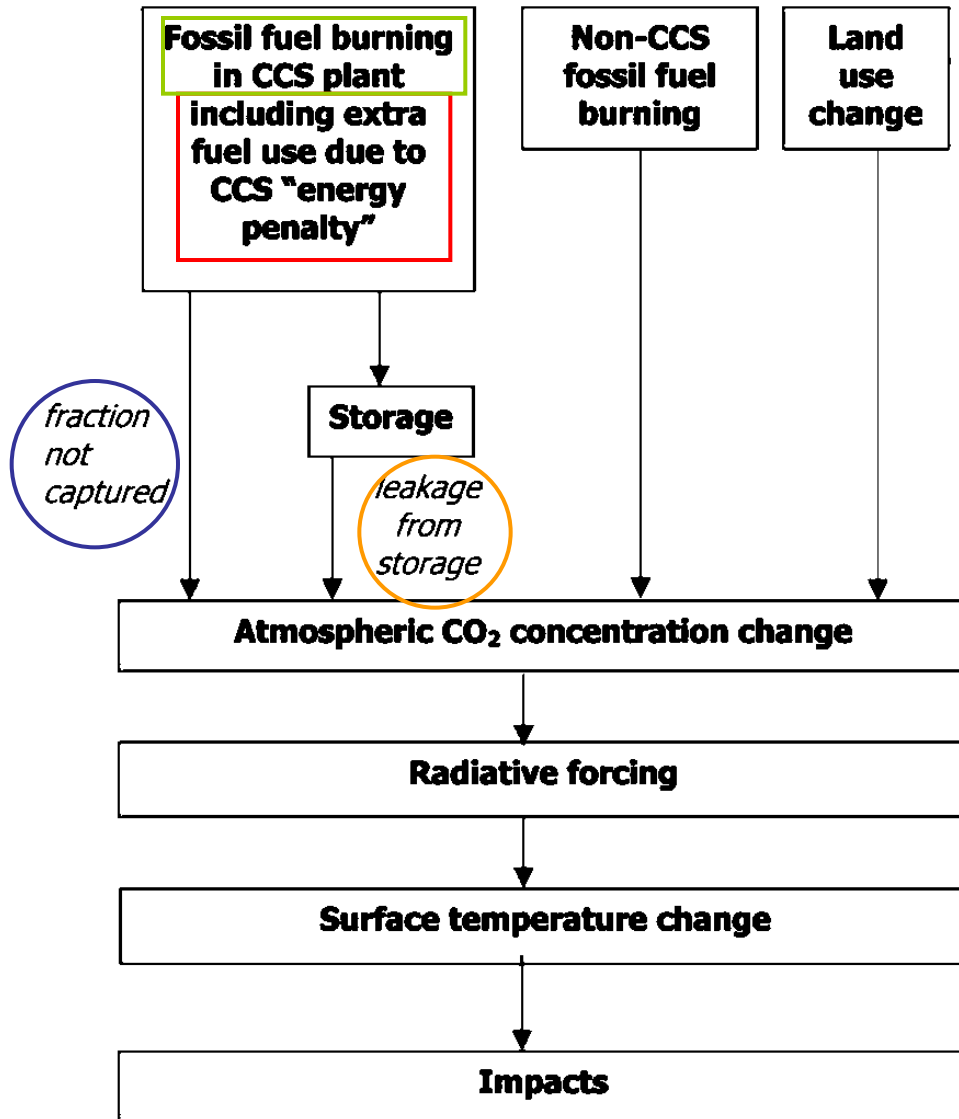 Fossil fuel burning
in CCS plant
including extra
fuel use due to
CCS “energy
penalty”
Non-CCS
fossil fuel
burning
Land
use
change
fraction
not
captured
Storage
leakage
from
storage
Atmospheric CO₂ concentration change
Radiative forcing
Surface temperature change
Impacts